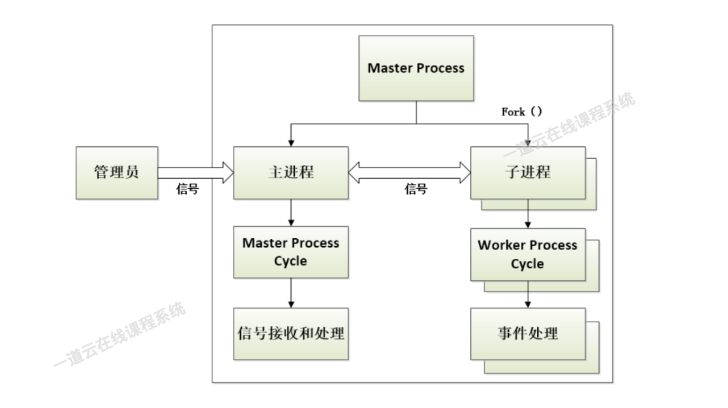 Master Process
Fork（）
管理员
信号
主进程
信号
子进程
Master Process
Cycle
Worker Process
Cycle
信号接收和处理
事件处理
一道云在线课程系统
一道云在线课程系统